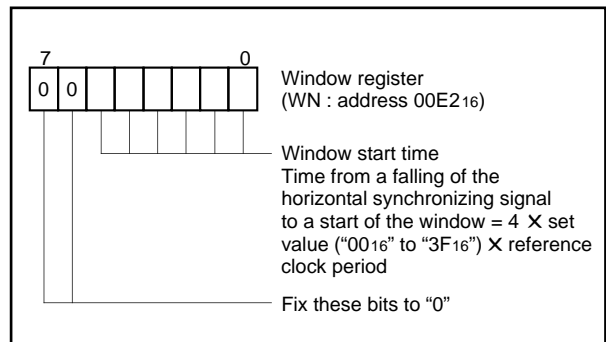 7 0
0 0
Window register
(WN : address 00E216)
Window start time
Time from a falling of the
horizontal synchronizing signal
to a start of the window = 4 ✕ set
value (“0016” to “3F16”) ✕ reference
clock period
Fix these bits to “0”